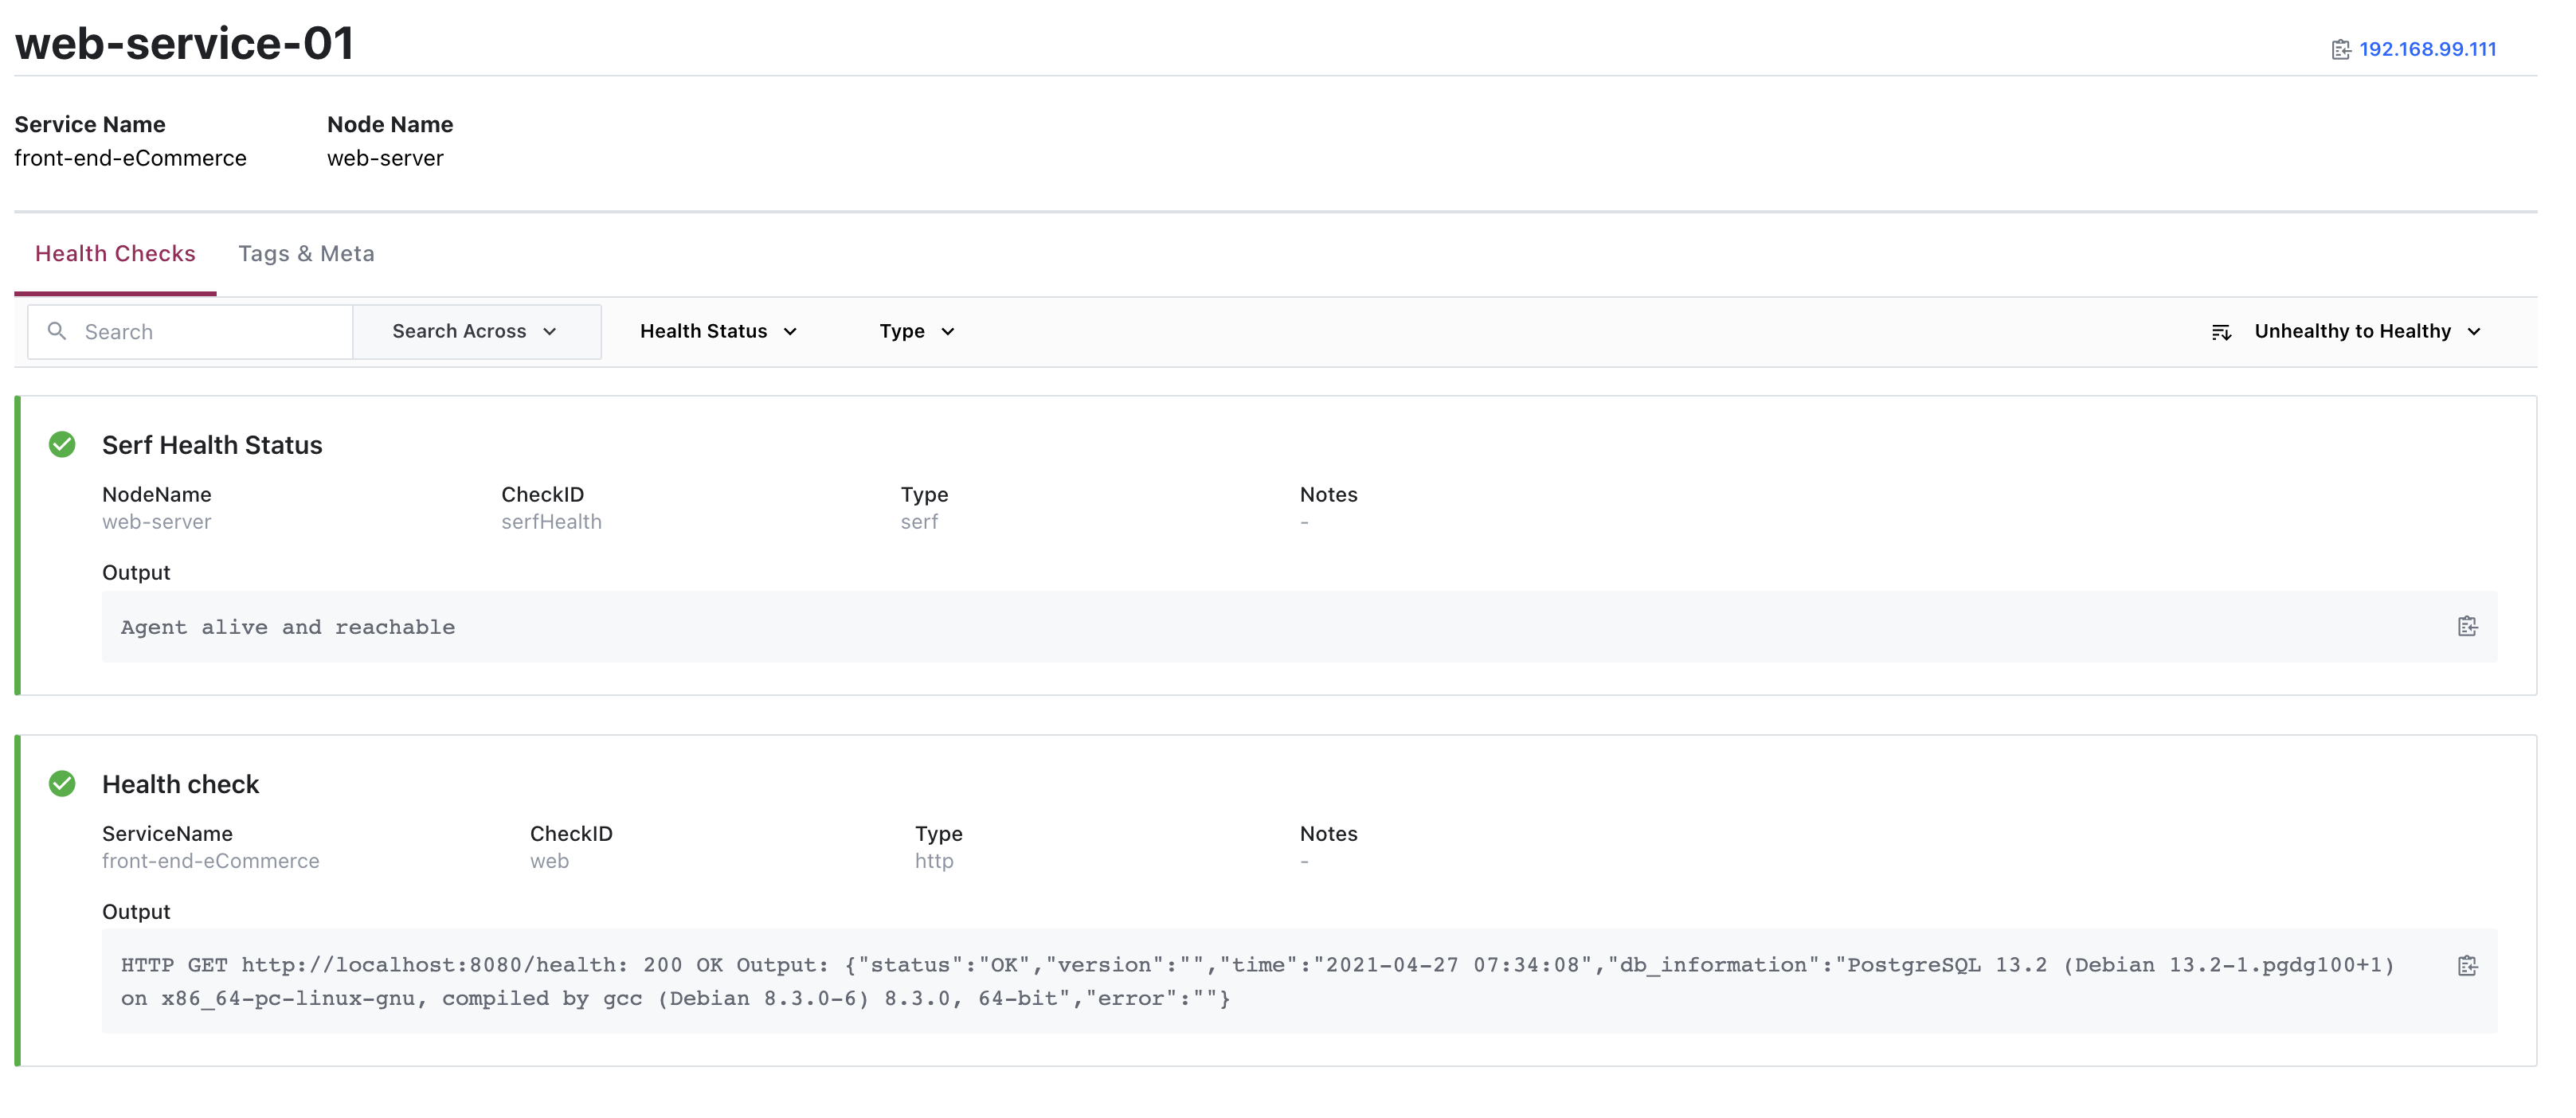 web-service-01
192.168.99.111
Service Name
Node Name
front-end-eCommerce
web-server
Health Checks
Tags & Meta
Search
Search Across
Health Status
Type
Unhealthy to Healthy
Serf Health Status
NodeName
CheckID
Type
Notes
web-server
serfHealth
serf
-
Output
Agent alive and reachable
Health check
ServiceName
CheckID
Type
Notes
front-end-eCommerce
web
http
-
Output
HTTP GET http://localhost:8080/health: 200 OK Output: {"status":"OK","version":"","time":"2021-04-27 07:34:08","db_information":"PostgreSQL 13.2 (Debian 13.2-1.pgdg100+1)
on x86_64-pc-linux-gnu, compiled by gcc (Debian 8.3.0-6) 8.3.0, 64-bit","error":""}